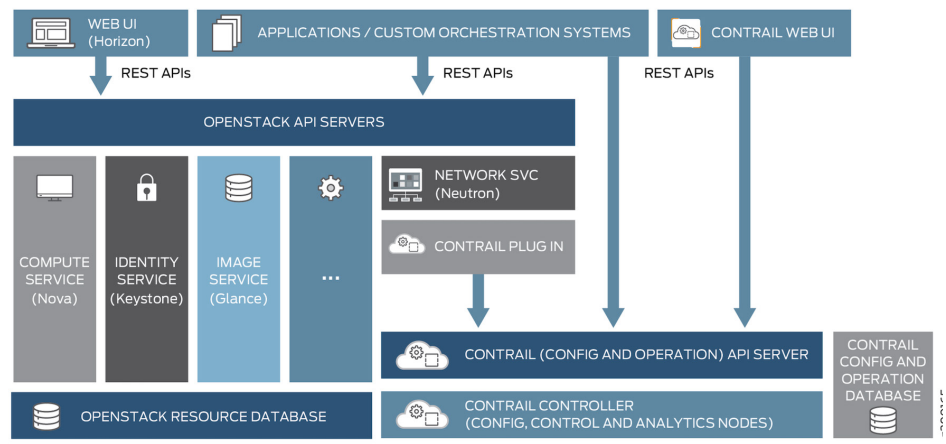 WEB UI
(Horizon)
APPLICATIONS / CUSTOM ORCHESTRATION SYSTEMS
CONTRAIL WEB UI
REST APIs
REST APIs
REST APIs
OPENSTACK API SERVERS
COMPUTE
SERVICE
(Nova)
IDENTITY
SERVICE
(Keystone)
IMAGE
SERVICE
(Glance)
...
NETWORK SVC
(Neutron)
CONTRAIL PLUG IN
CONTRAIL (CONFIG AND OPERATION) API SERVER
CONTRAIL
CONFIG AND
OPERATION
DATABASE
OPENSTACK RESOURCE DATABASE
CONTRAIL CONTROLLER
(CONFIG, CONTROL AND ANALYTICS NODES)